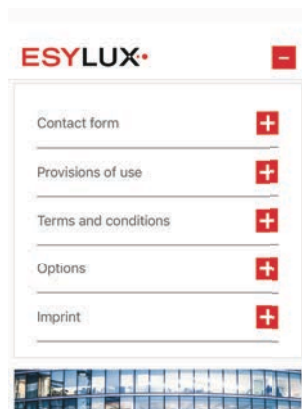 ESYLUX
Contact form
Provisions of use
Terms and conditions
Options
Imprint